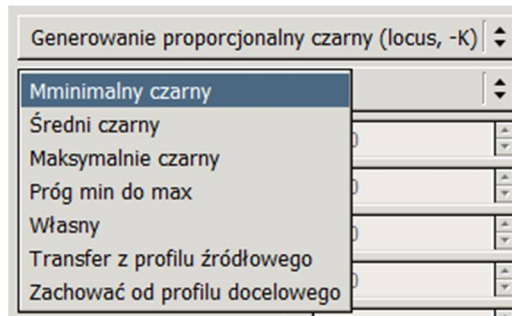 Generowanie proporcjonalny czarny (locus, -K)
Mminimalny czarny
Średni czarny
Maksymalnie czarny
Próg min do max
Własny
Transfer z profilu źródłowego
Zachować od profilu docelowego